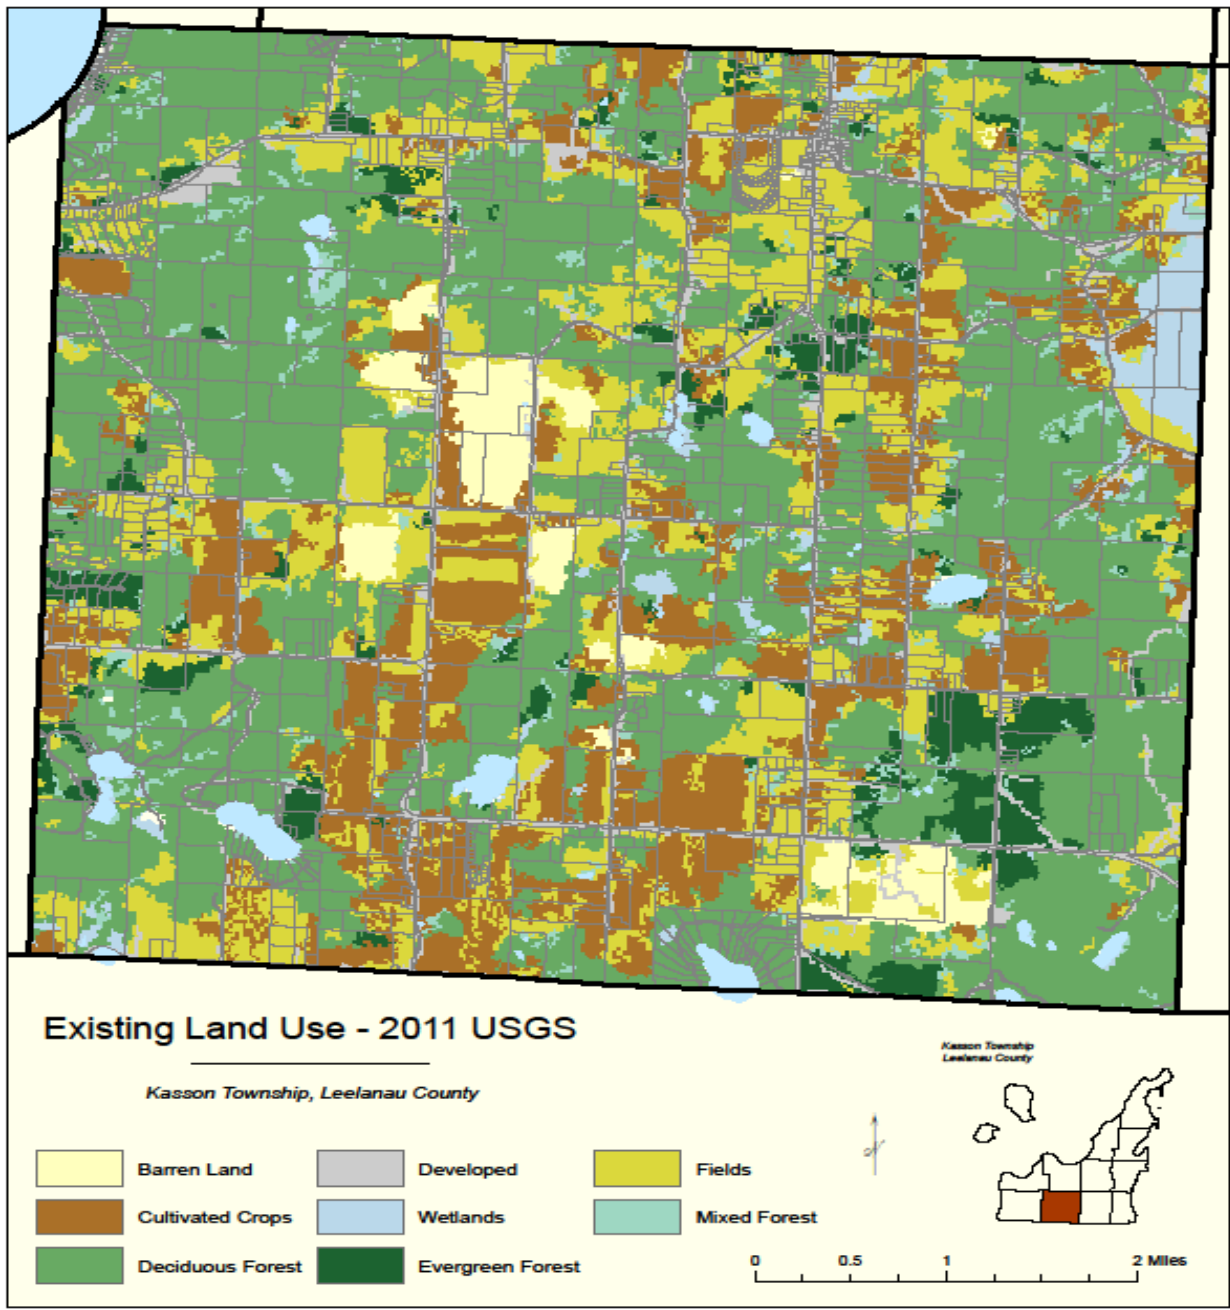 Existing Land Use - 2011 USGS
Kasson Township, Leelanau County
Kasson Township
Leelanau County
N
Barren Land
Developed
Fields
Cultivated Crops
Wetlands
Mixed Forest
Deciduous Forest
Evergreen Forest
0 0.5 1 2 Miles